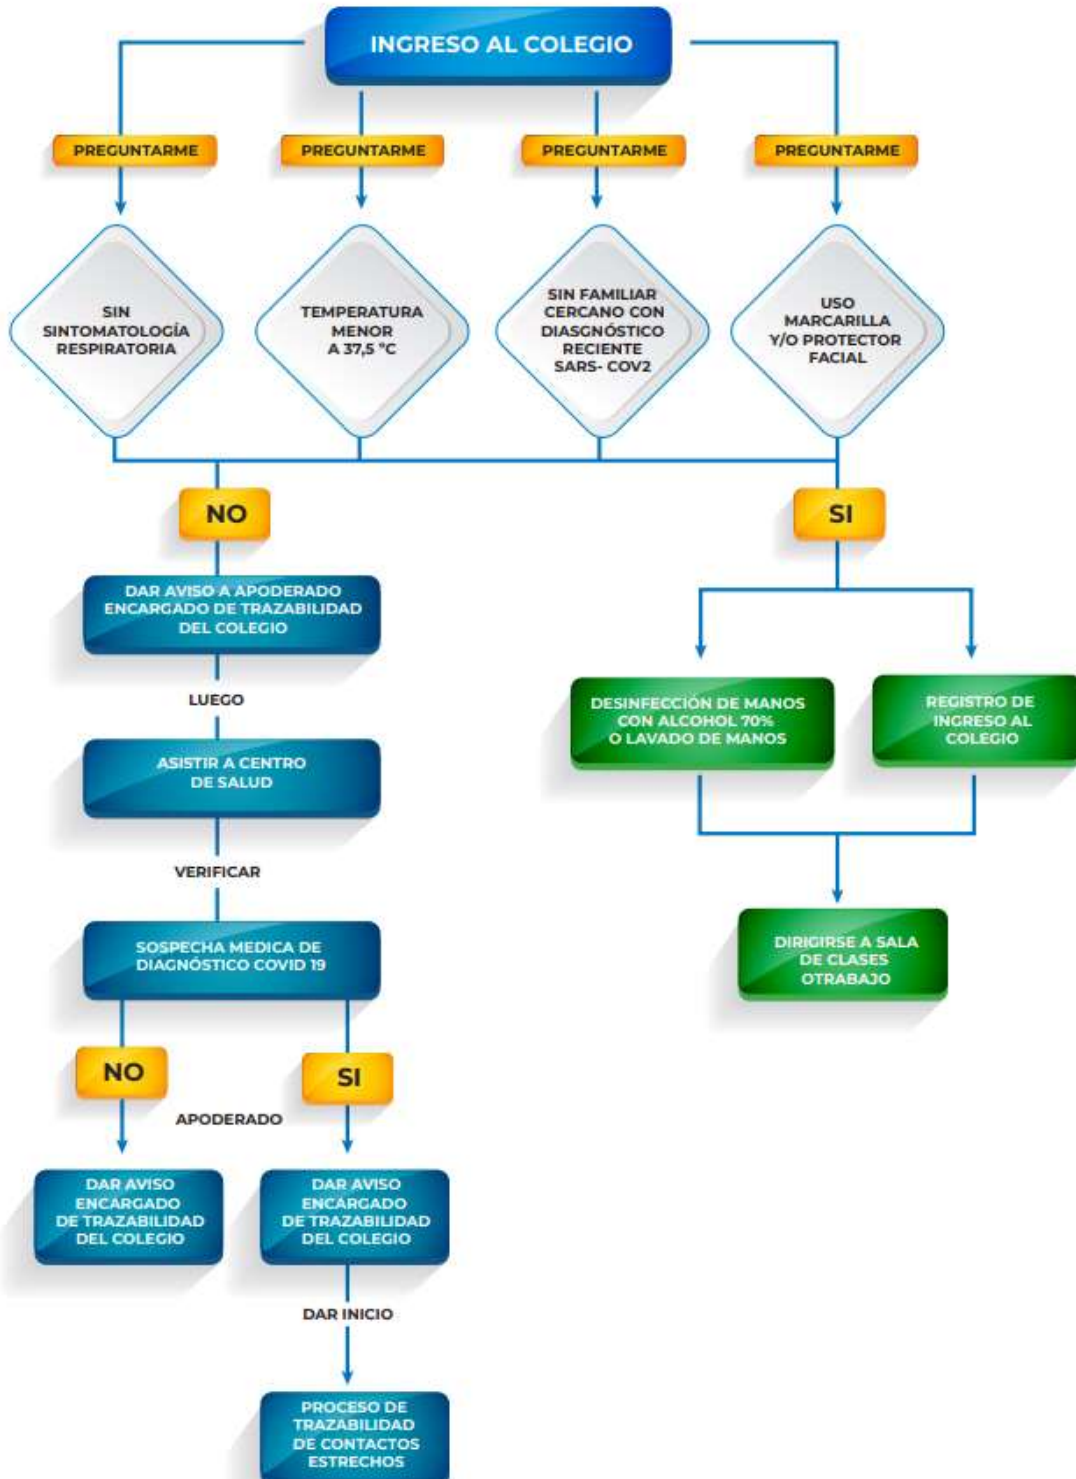 INGRESO AL COLEGIO
PREGUNTARME
PREGUNTARME
PREGUNTARME
PREGUNTARME
SIN
SINTOMATOLOGÍA
RESPIRATORIA
TEMPERATURA
MENOR
A 37,5 °C
SIN FAMILIAR
CERCANO CON
DIASGNÓSTICO
RECIENTE
SARS- COV2
USO
MARCARILLA
Y/O PROTECTOR
FACIAL
NO
SI
DAR AVISO A APODERADO
ENCARGADO DE TRAZABILIDAD
DEL COLEGIO
LUEGO
ASISTIR A CENTRO
DE SALUD
VERIFICAR
SOSPECHA MEDICA DE
DIAGNÓSTICO COVID 19
NO
SI
APODERADO
DAR AVISO
ENCARGADO
DE TRAZABILIDAD
DEL COLEGIO
DAR AVISO
ENCARGADO
DE TRAZABILIDAD
DEL COLEGIO
DAR INICIO
PROCESO DE
TRAZABILIDAD
DE CONTACTOS
ESTRECHOS
DESINFECCIÓN DE MANOS
CON ALCOHOL 70%
O LAVADO DE MANOS
REGISTRO DE
INGRESO AL
COLEGIO
DIRIGIRSE A SALA
DE CLASES
OTRABAJO